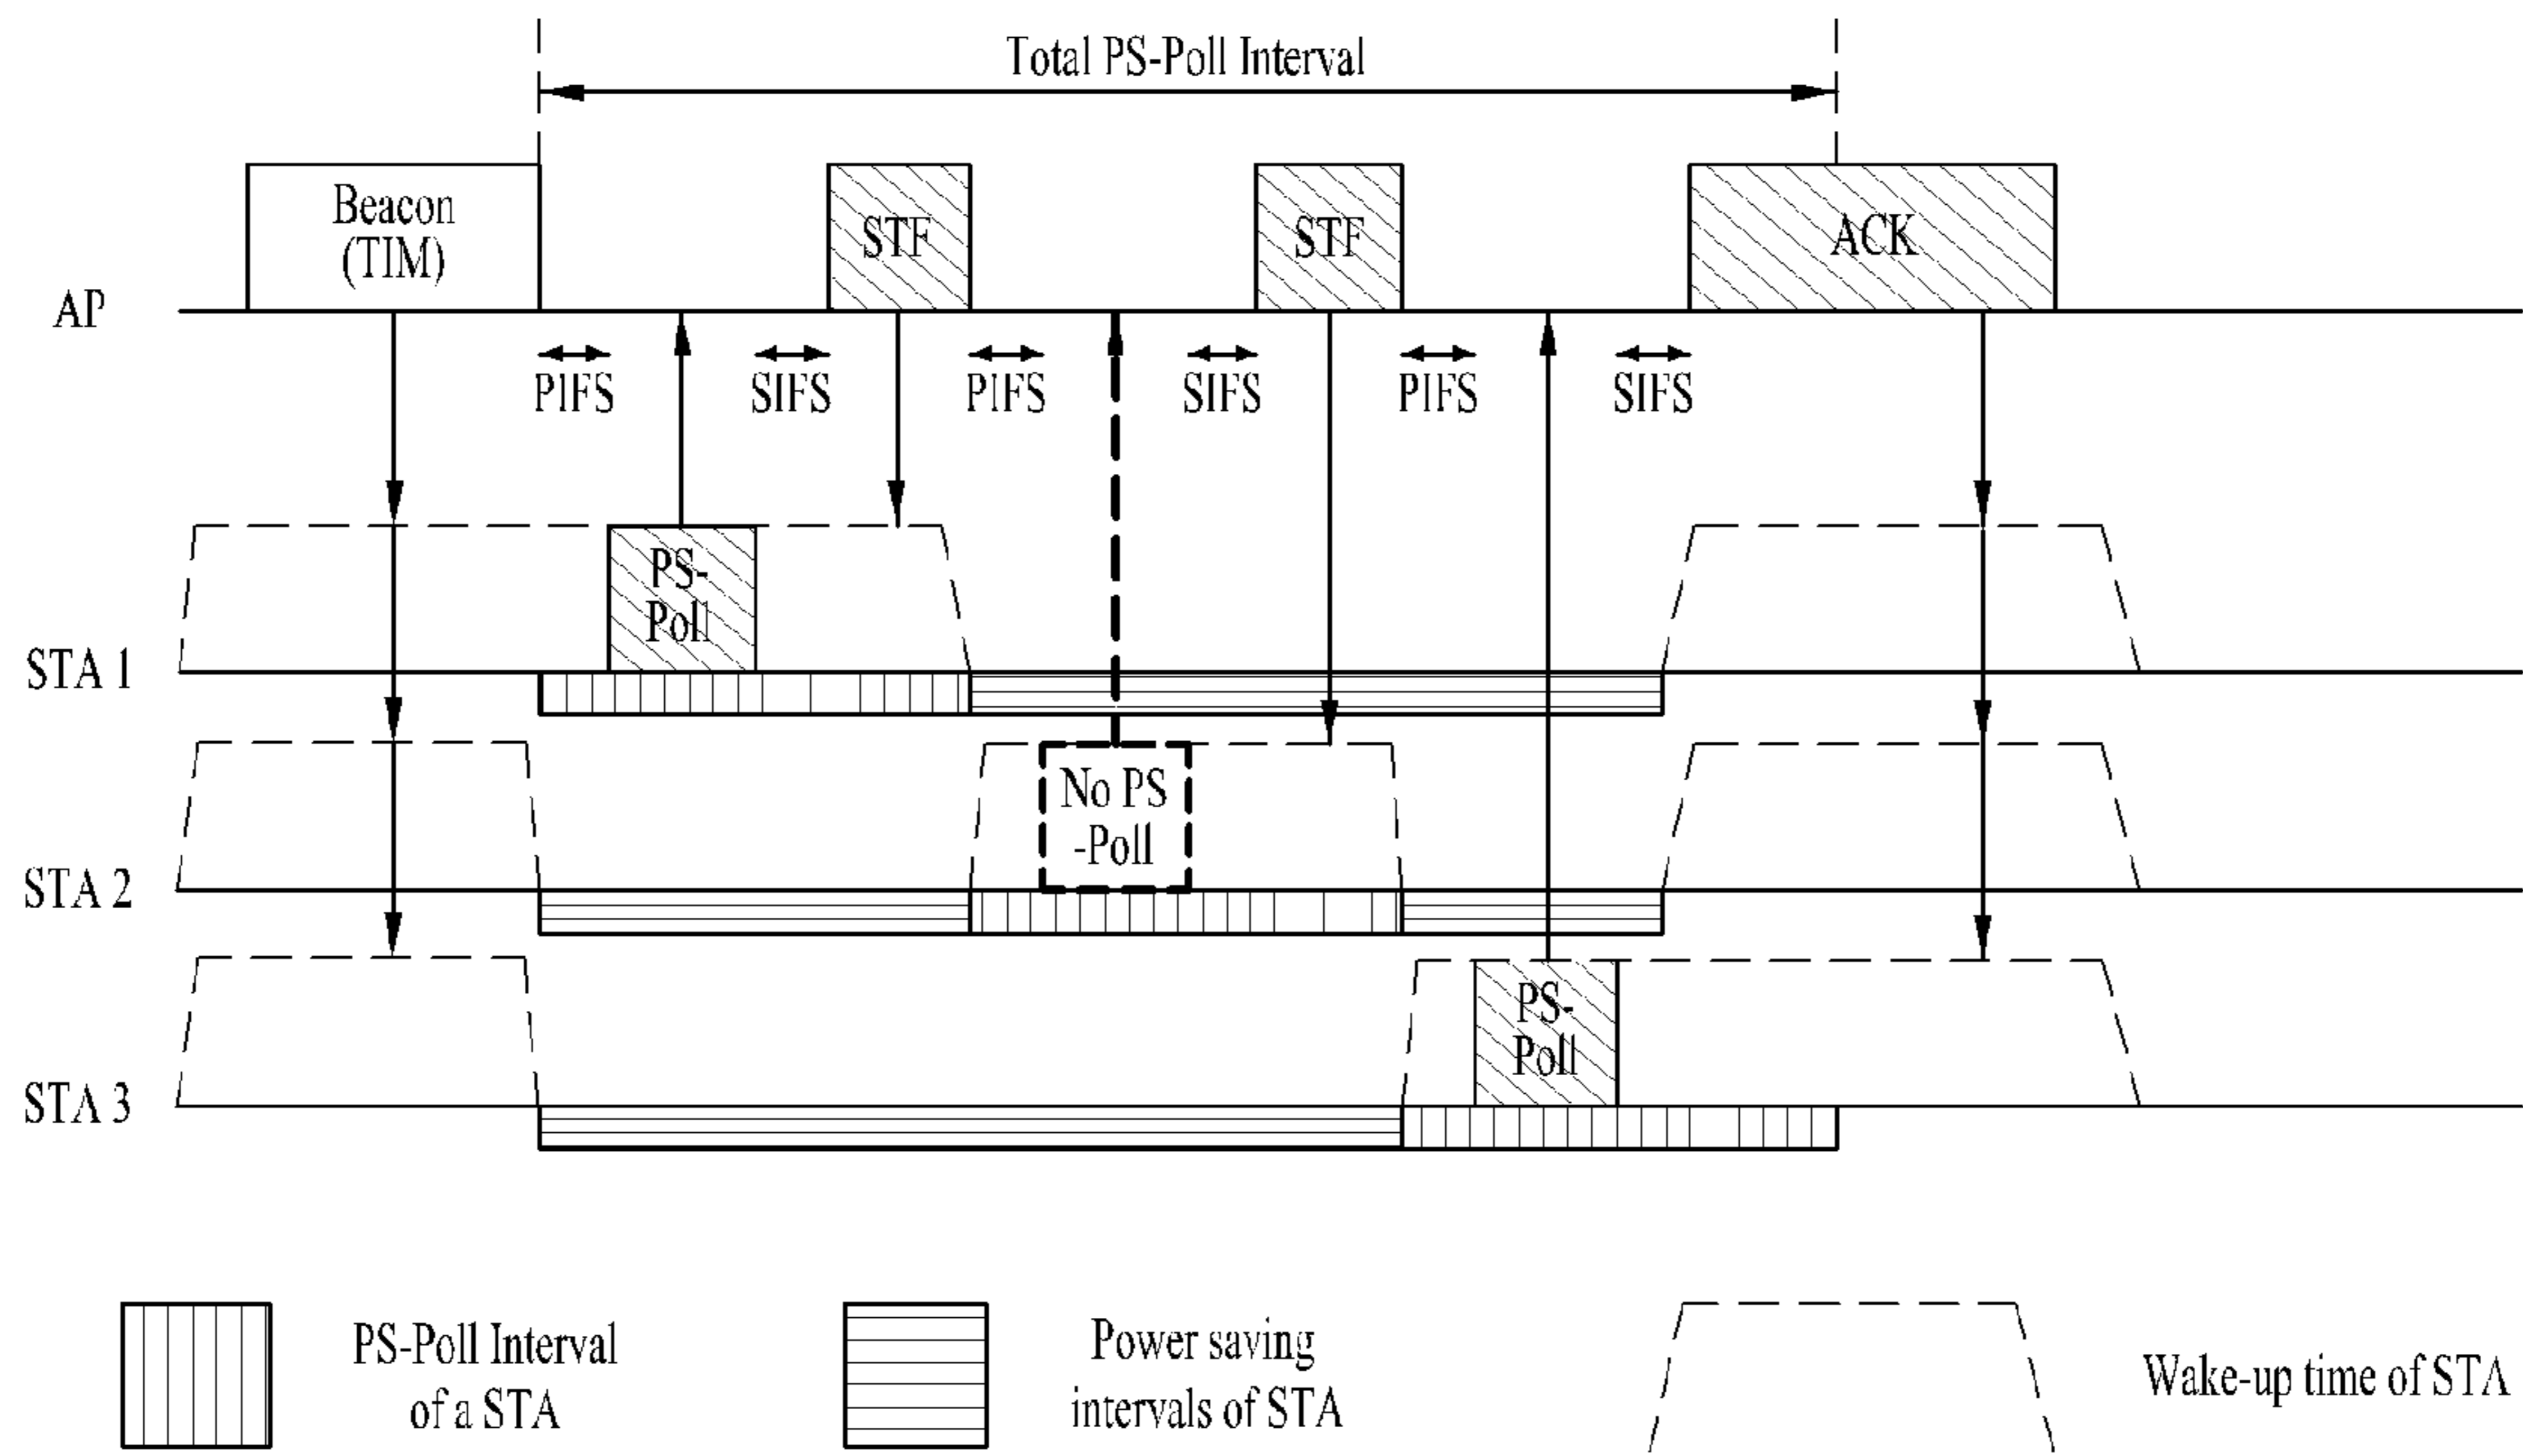 Total PS-Poll Interval
Beacon
(TIM)
STF
STF
ACK
AP
PIFS
SIFS
PIFS
SIFS
PIFS
SIFS
PS-
Poll
STA 1
No PS
-Poll
STA 2
PS-
Poll
STA 3
PS-Poll Interval
of a STA
Power saving
intervals of STA
Wake-up time of STA